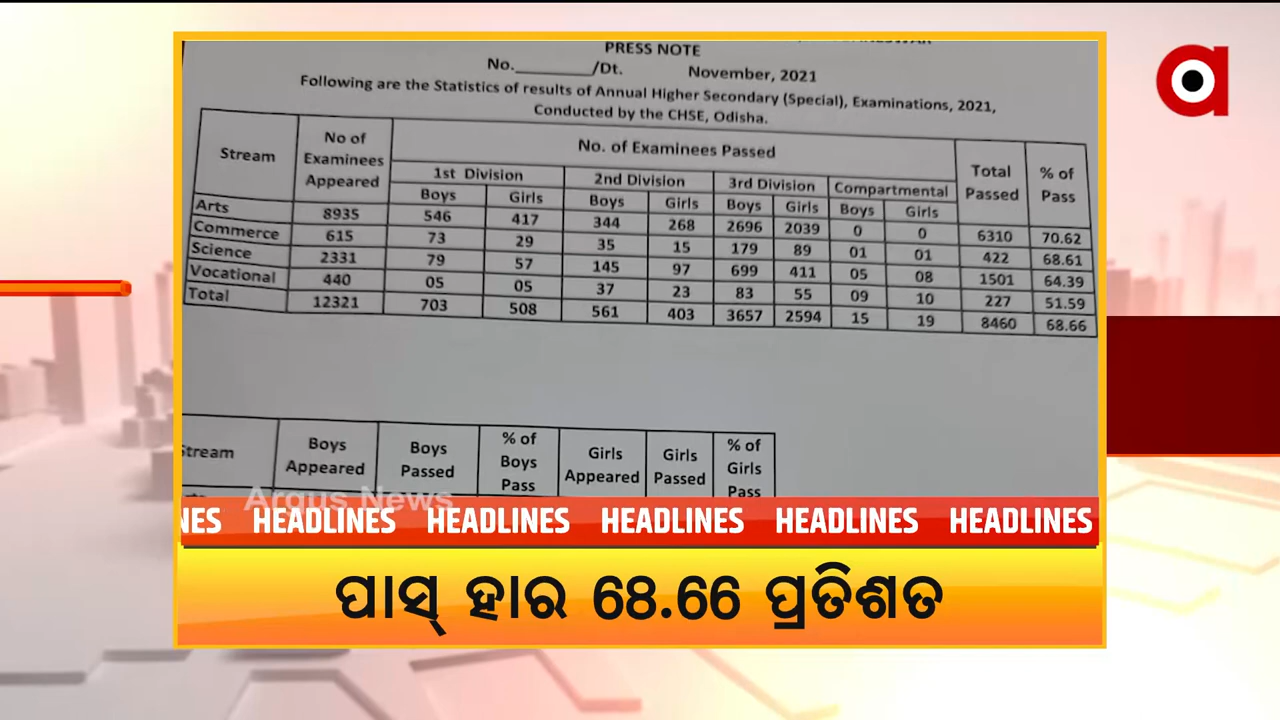 PRESS NOTE
No.________/Dt. November, 2021
Following are the Statistics of results of Annual Higher Secondary (Special), Examinations, 2021,
Conducted by the CHSE, Odisha.
Stream No of Examinees Appeared No. of Examinees Passed Total Passed % of Pass
1st Division 2nd Division 3rd Division Compartmental
Boys Girls Boys Girls Boys Girls Boys Girls
Arts 8935 546 417 344 268 2696 2039 0 0 6310 70.62
Commerce 615 73 29 35 15 179 89 01 01 422 68.61
Science 2331 79 57 145 97 699 411 05 08 1501 64.39
Vocational 440 05 05 37 23 83 55 09 10 227 51.59
Total 12321 703 508 561 403 3657 2594 15 19 8460 68.66
Boys Appeared Boys Passed % of Boys Pass Girls Appeared Girls Passed % of Girls Pass
Argus News
HEADLINES HEADLINES HEADLINES HEADLINES HEADLINES
ପାସ୍ ହାର 68.66 ପ୍ରତିଶତ